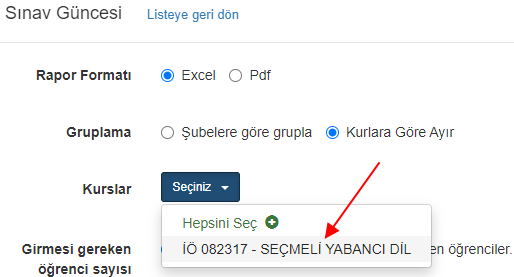 Sınav Güncesi Listeye geri dön
Rapor Formatı Excel Pdf
Gruplama Şubelere göre grupla Kurlara Göre Ayır
Kurslar Seçiniz
Hepsini Seç
Girmesi gereken İÖ 082317 - SEÇMELİ YABANCI DİL en öğrenciler.
öğrenci sayısı